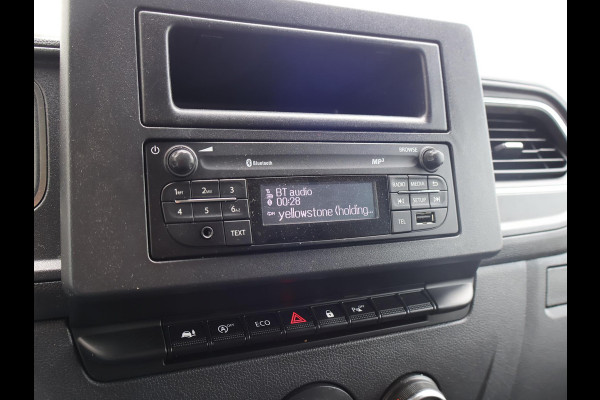 BROWSE
Bluetooth
MP3
1 2 3
RADIO MEDIA
BT audio
4 5 6
00:28
SETUP
yellowstone (holding...
TEXT
TEL
ECO